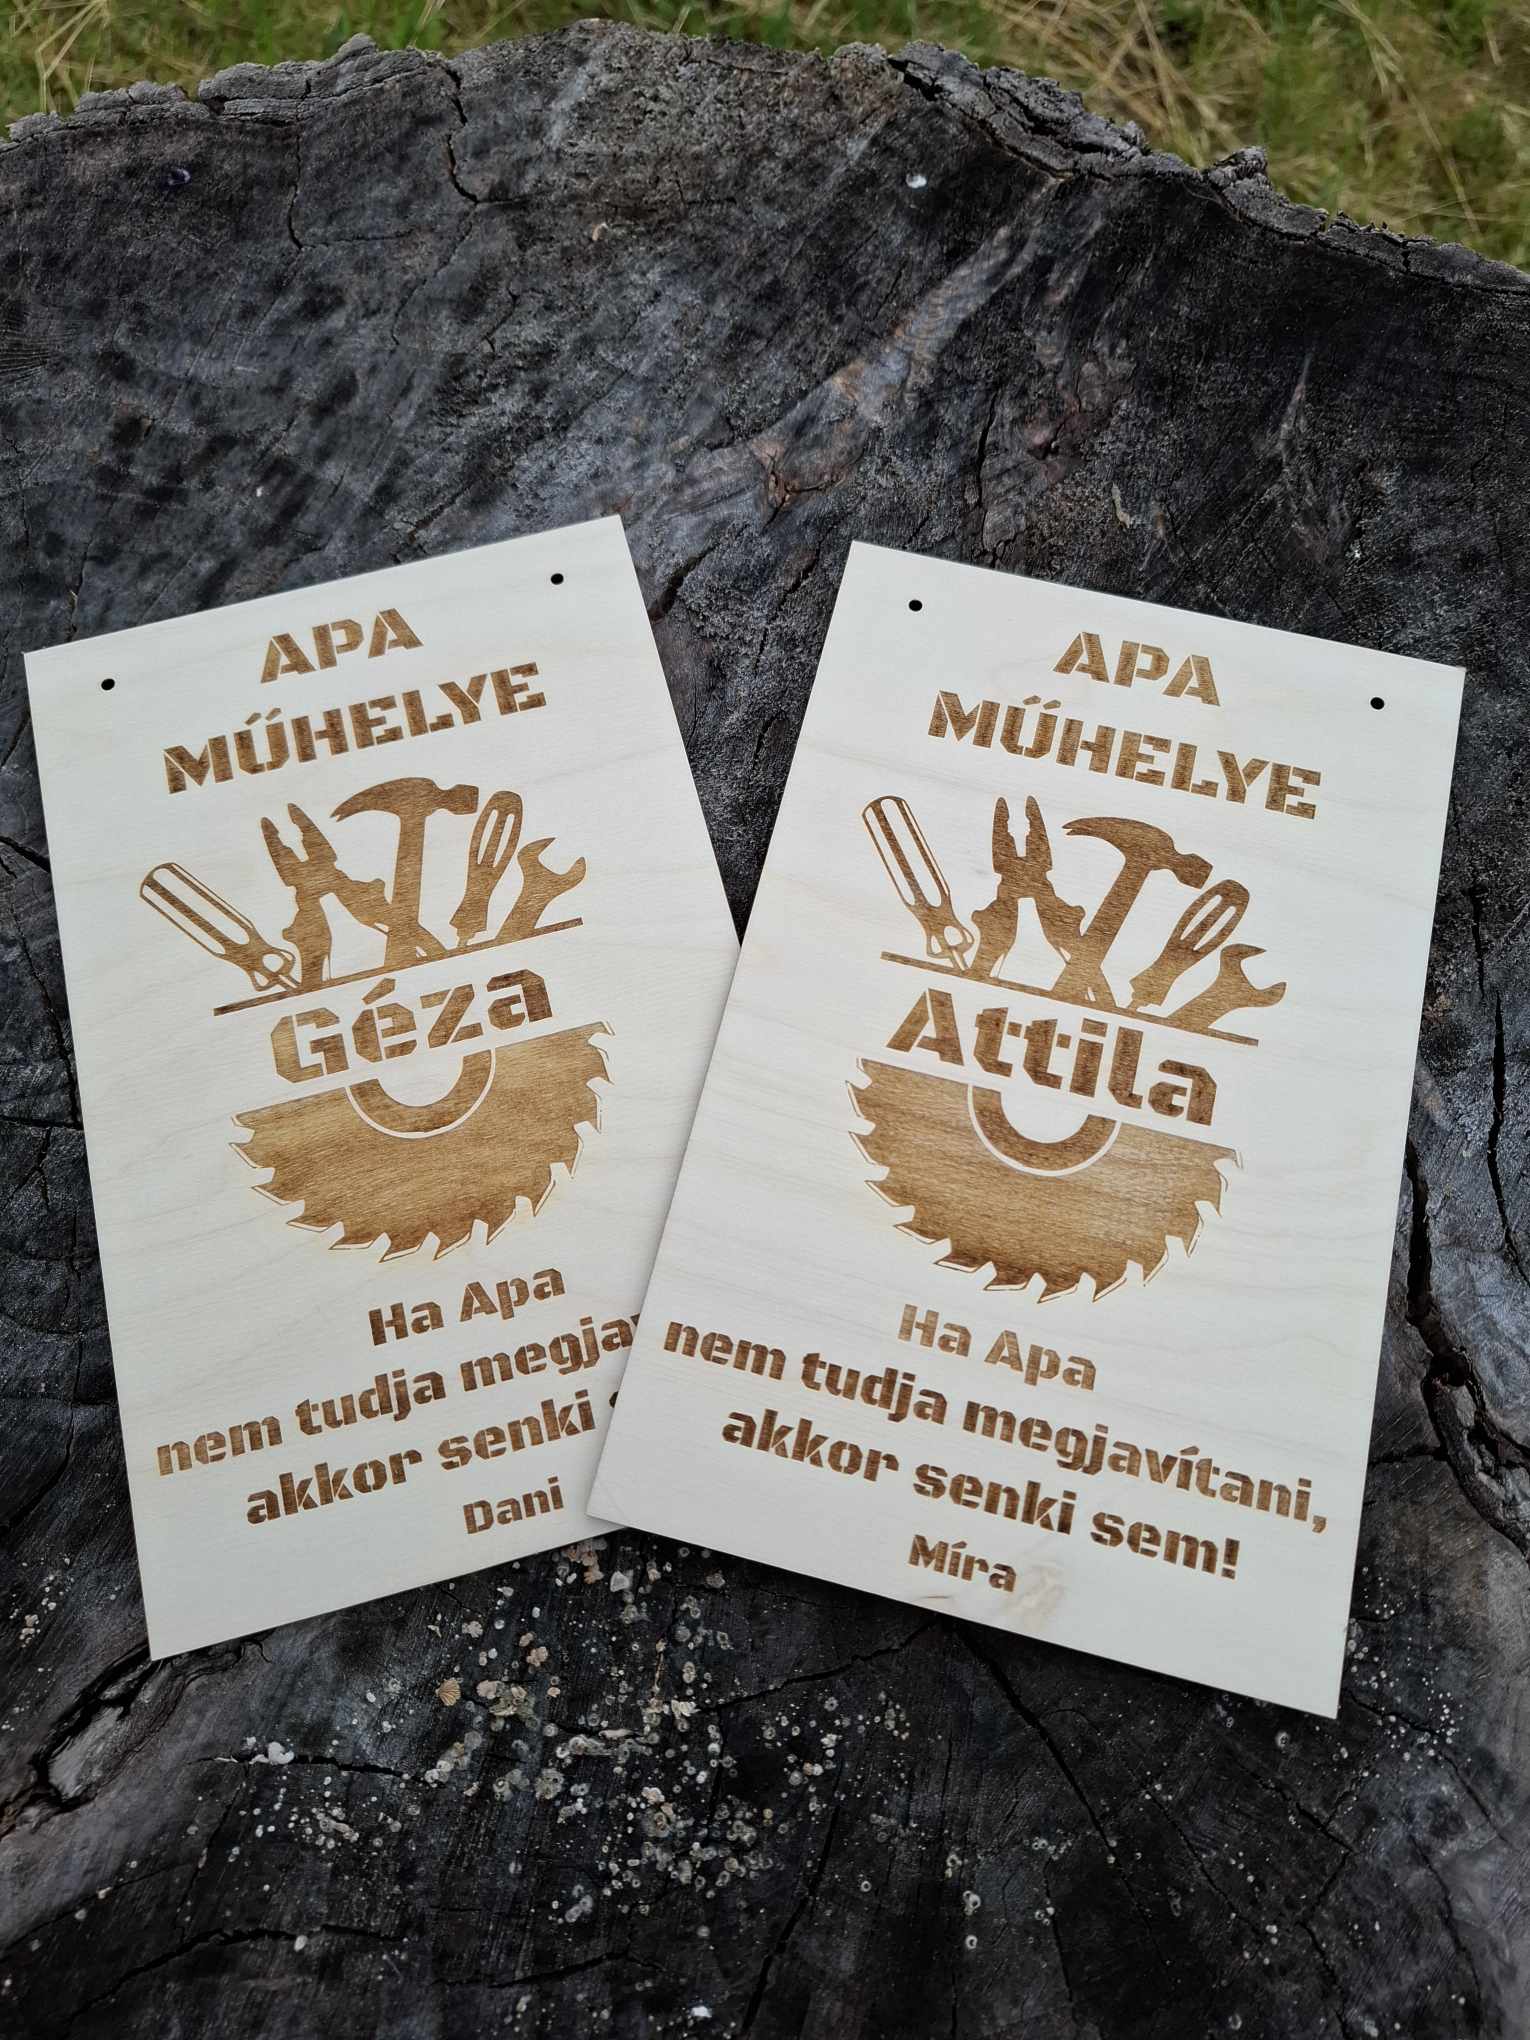 APA
MŰHELYE
Géza
Ha Apa
nem tudja
akkor senki
Dani
APA
MŰHELYE
Attila
Ha Apa
nem tudja megjavítani,
akkor senki sem!
Míra